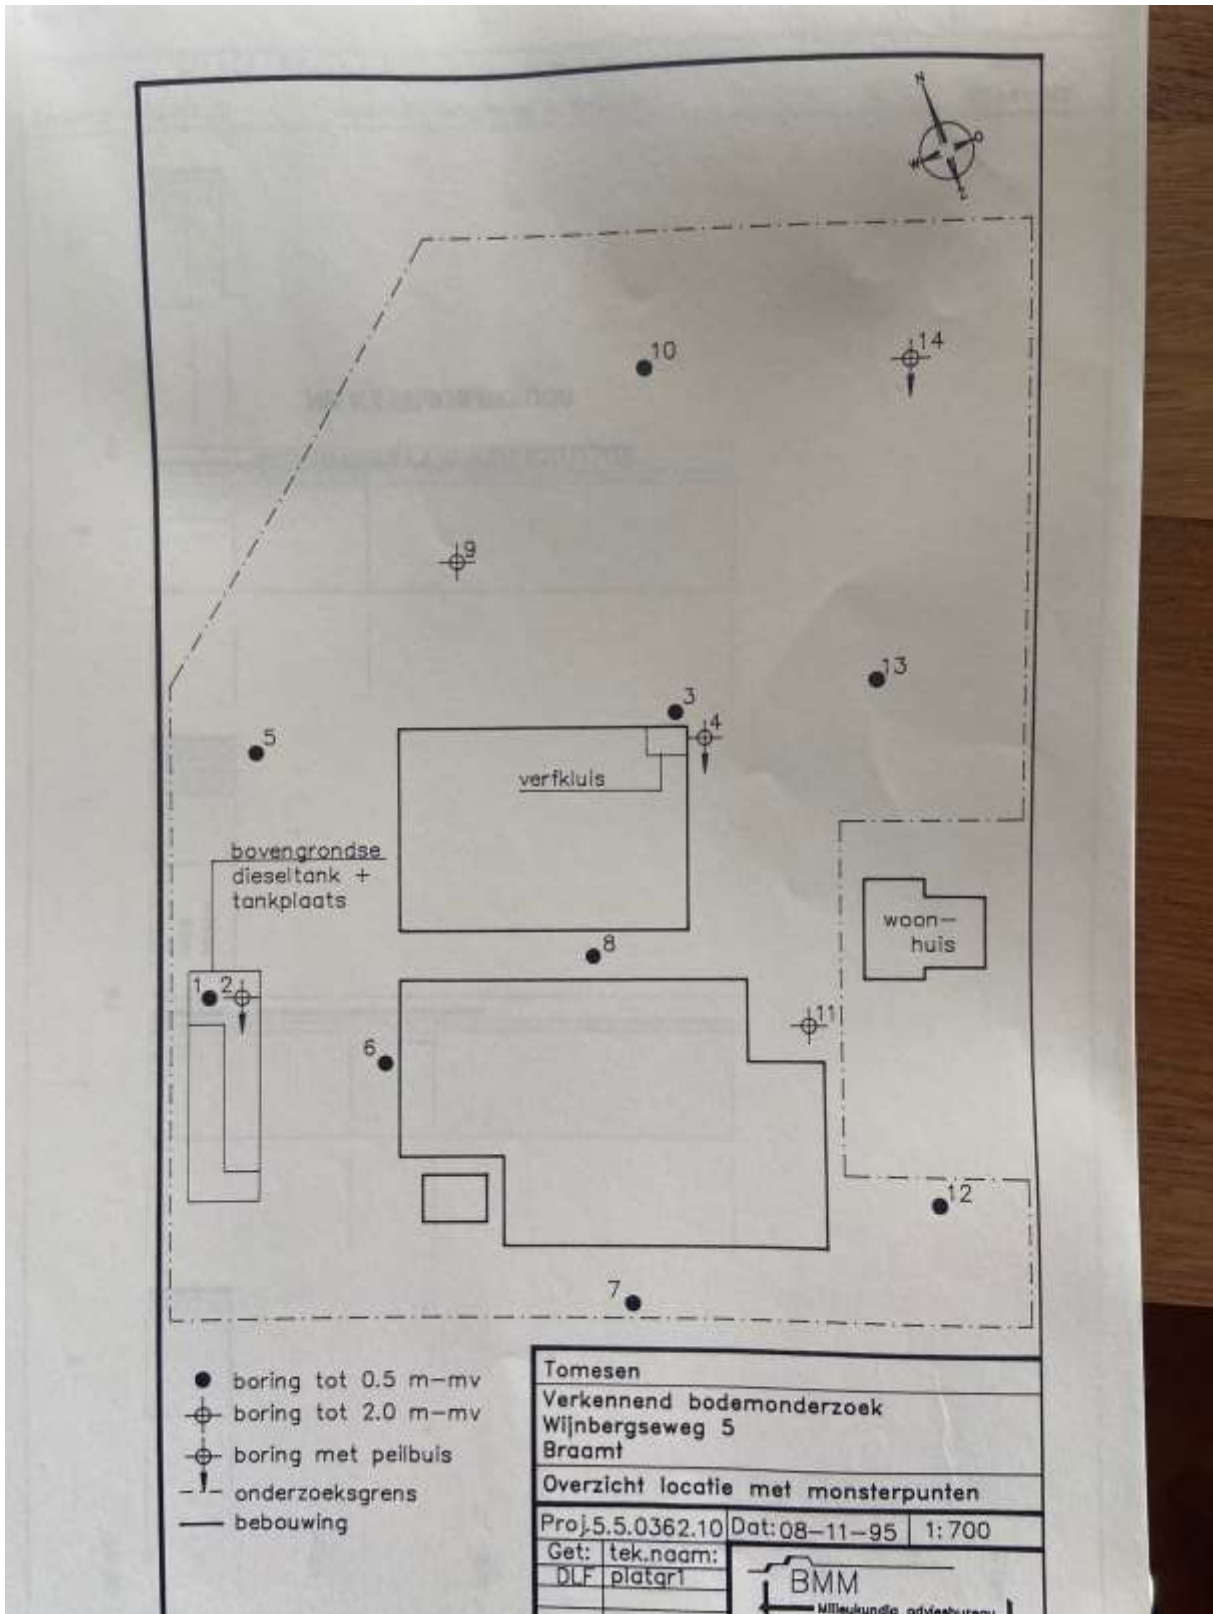 N
O
W
Z
10
14
9
13
3
4
5
verfkluis
bovengrondse
dieseltank +
tankplaats
woon-
huis
8
1
2
11
6
12
7
boring tot 0.5 m-mv
boring tot 2.0 m-mv
boring met peilbuis
onderzoeksgrens
bebouwing
Tomesen
Verkennend bodemonderzoek
Wijnbergseweg 5
Braamt
Overzicht locatie met monsterpunten
Proj.5.5.0362.10 Dat: 08-11-95 1: 700
Get: tek.naam:
DLF platgr1
BMM
Milieukundig adviesbureau